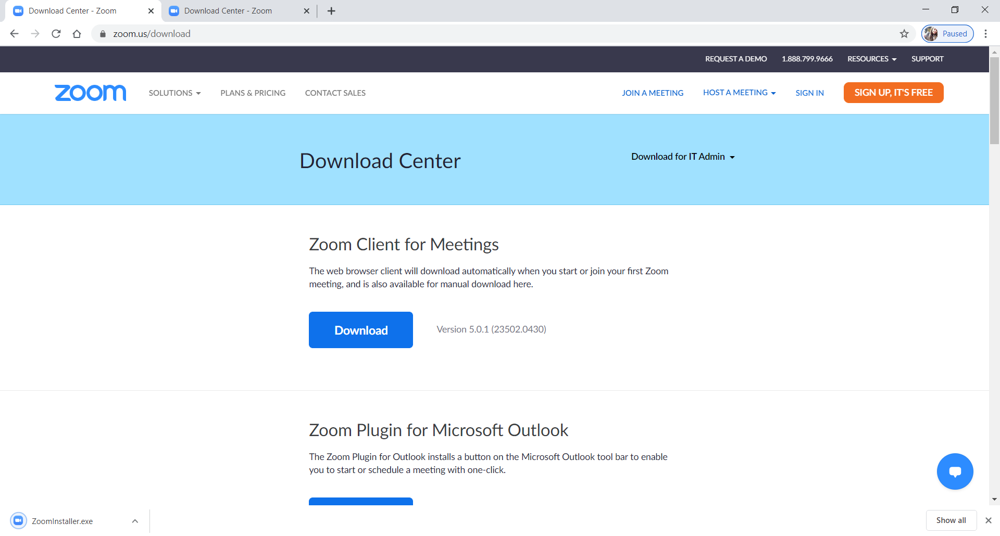 Download Center - Zoom
Download Center - Zoom
zoom.us/download
Paused
REQUEST A DEMO
1.888.799.9666
RESOURCES
SUPPORT
zoom
SOLUTIONS
PLANS & PRICING
CONTACT SALES
JOIN A MEETING
HOST A MEETING
SIGN IN
SIGN UP, IT'S FREE
Download Center
Download for IT Admin
Zoom Client for Meetings
The web browser client will download automatically when you start or join your first Zoom
meeting, and is also available for manual download here.
Download
Version 5.0.1 (23502.0430)
Zoom Plugin for Microsoft Outlook
The Zoom Plugin for Outlook installs a button on the Microsoft Outlook tool bar to enable
you to start or schedule a meeting with one-click.
ZoomInstaller.exe
Show all